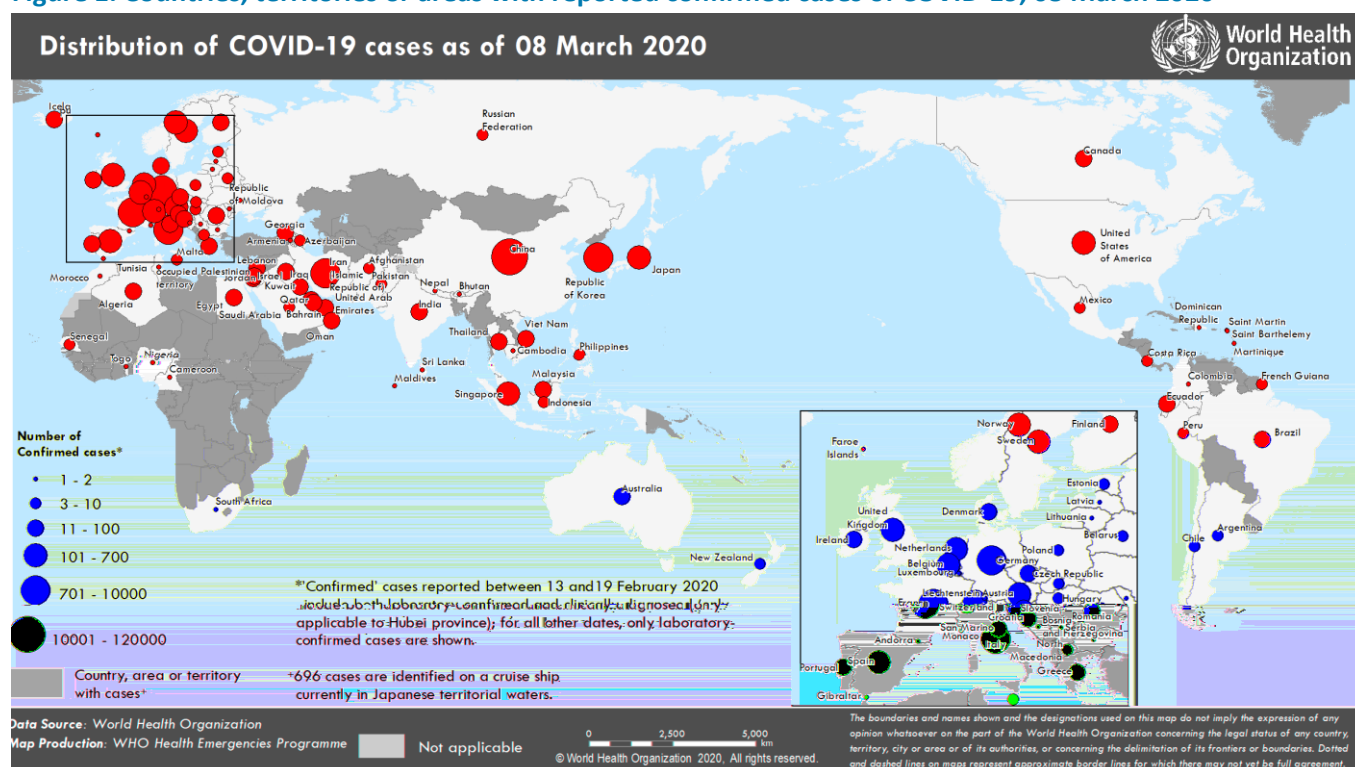 Distribution of COVID-19 cases as of 08 March 2020
World Health
Organization
Russian
Federation
Canada
Republic
of Moldova
Georgia
Armenia
Azerbaijan
United
States
of America
China
Japan
Republic
of Korea
Malta
Tunisia
Morocco
Lebanon
occupied Palestinian
territory
Jordan
Israel
Iraq
Iran
Islamic
Republic of
Afghanistan
Kuwait
Pakistan
Nepal
Bhutan
Algeria
Egypt
Qatar
United Arab
Emirates
Saudi Arabia
Bahrain
Oman
India
Mexico
Dominican
Republic
Saint Martin
Saint Barthelemy
Martinique
Senegal
Togo
Nigeria
Cameroon
Thailand
Viet Nam
Cambodia
Philippines
Sri Lanka
Maldives
Malaysia
Singapore
Indonesia
Costa Rica
Colombia
French Guiana
Ecuador
Peru
Brazil
Number of
Confirmed cases*
1 - 2
3 - 10
11 - 100
101 - 700
701 - 10000
10001 - 120000
Country, area or territory
with cases+
South Africa
Australia
New Zealand
Chile
Argentina
*'Confirmed' cases reported between 13 and19 February 2020
applicable to Hubei province); for all other dates, only laboratory-
confirmed cases are shown.
+696 cases are identified on a cruise ship
currently in Japanese territorial waters.
Norway
Sweden
Finland
Faroe
Islands
Estonia
Latvia
Lithuania
United
Kingdom
Denmark
Ireland
Belarus
Netherlands
Germany
Poland
Belgium
Luxembourg
Czech Republic
Liechtenstein
Austria
Hungary
Switzerland
Slovenia
Romania
Croatia
Bosnia
and Herzegovina
Serbia
San Marino
Monaco
Italy
Andorra
North
Macedonia
Portugal
Spain
Greece
Gibraltar
Data Source: World Health Organization
Map Production: WHO Health Emergencies Programme
Not applicable
0 2,500 5,000
km
© World Health Organization 2020, All rights reserved.
The boundaries and names shown and the designations used on this map do not imply the expression of any
opinion whatsoever on the part of the World Health Organization concerning the legal status of any country,
territory, city or area or of its authorities, or concerning the delimitation of its frontiers or boundaries. Dotted
and dashed lines on maps represent approximate border lines for which there may not yet be full agreement.